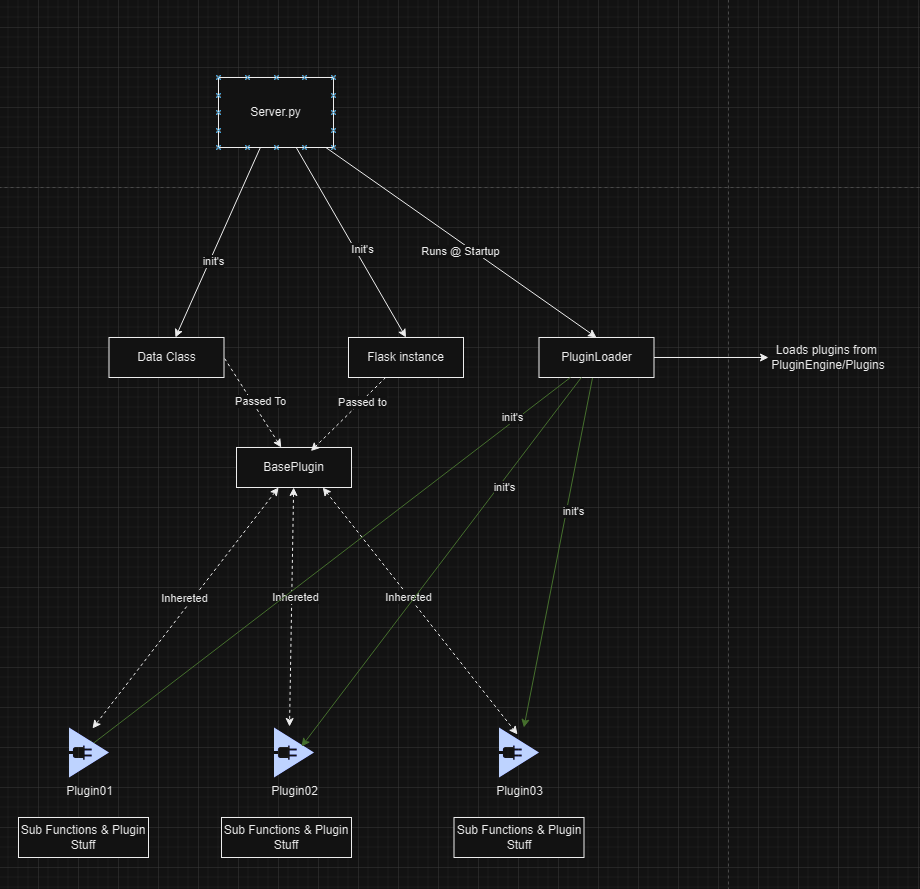 Server.py
init's
Init's
Runs @ Startup
Data Class
Flask instance
PluginLoader
Loads plugins from
PluginEngine/Plugins
Passed To
Passed to
init's
BasePlugin
init's
init's
Inhereted
Inhereted
Inhereted
Plugin01
Plugin02
Plugin03
Sub Functions & Plugin
Stuff
Sub Functions & Plugin
Stuff
Sub Functions & Plugin
Stuff